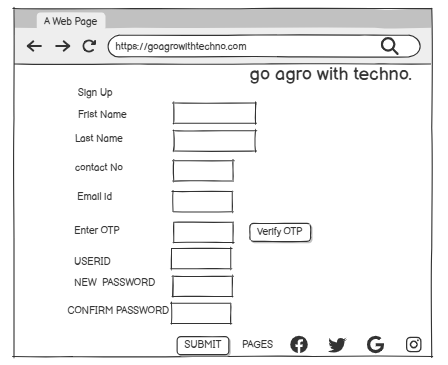 A Web Page
https://goagrowithtechno.com
go agro with techno.
Sign Up
Frist Name
Last Name
contact No
Email id
Enter OTP
Verify OTP
USERID
NEW PASSWORD
CONFIRM PASSWORD
SUBMIT PAGES